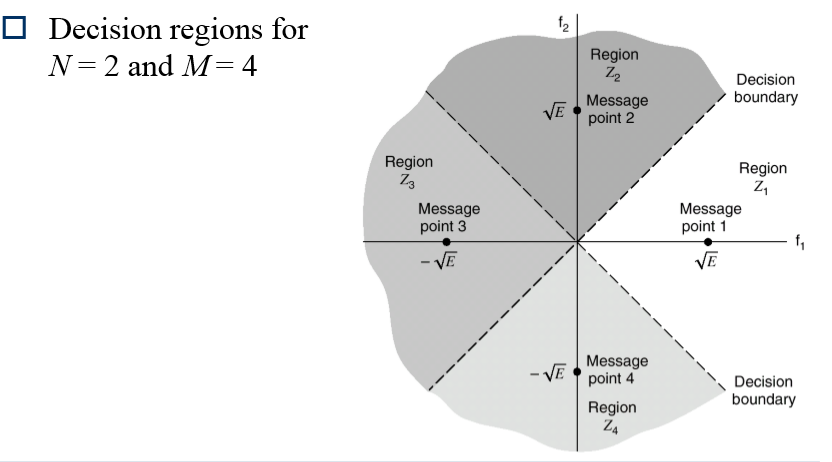 Decision regions for
N = 2 and M = 4
f₂
Region
Z₂
Decision
boundary
√E
Message
point 2
Region
Z₃
Region
Z₁
Message
point 3
Message
point 1
f₁
– √E
√E
– √E
Message
point 4
Decision
boundary
Region
Z₄